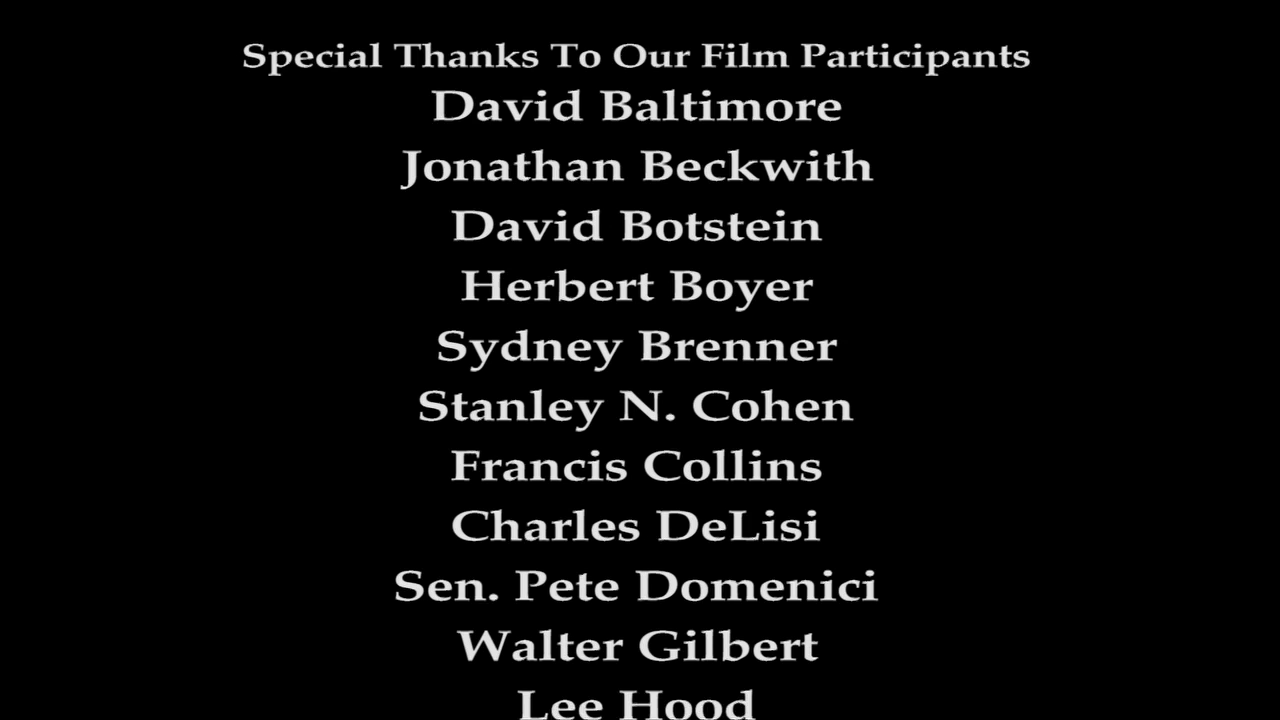 Special Thanks To Our Film Participants
David Baltimore
Jonathan Beckwith
David Botstein
Herbert Boyer
Sydney Brenner
Stanley N. Cohen
Francis Collins
Charles DeLisi
Sen. Pete Domenici
Walter Gilbert
Lee Hood